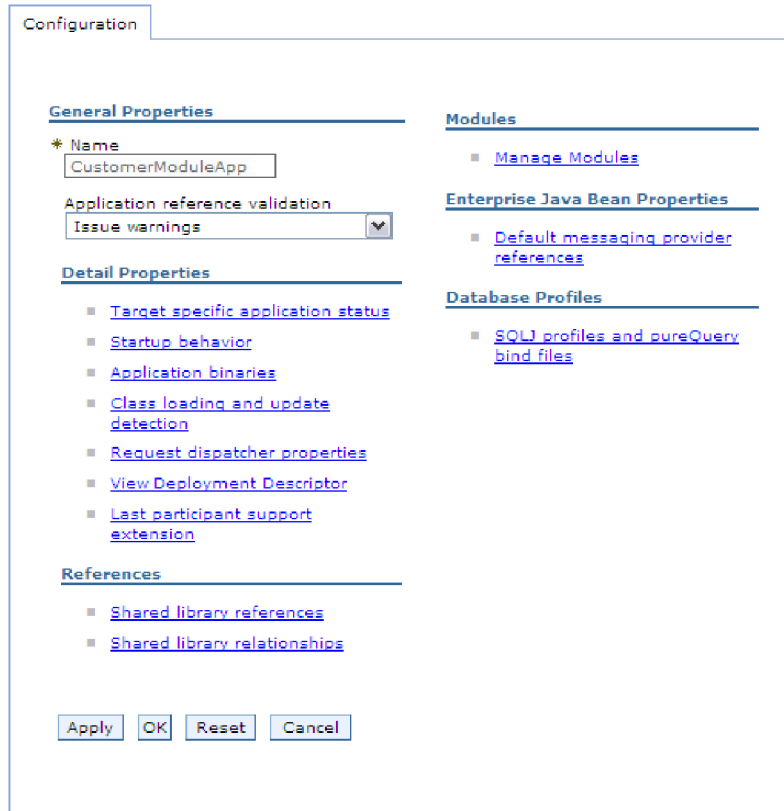 Configuration
General Properties
* Name
CustomerModuleApp
Application reference validation
Issue warnings
Detail Properties
Target specific application status
Startup behavior
Application binaries
Class loading and update
detection
Request dispatcher properties
View Deployment Descriptor
Last participant support
extension
References
Shared library references
Shared library relationships
Modules
Manage Modules
Enterprise Java Bean Properties
Default messaging provider
references
Database Profiles
SQLJ profiles and pureQuery
bind files
Apply OK Reset Cancel